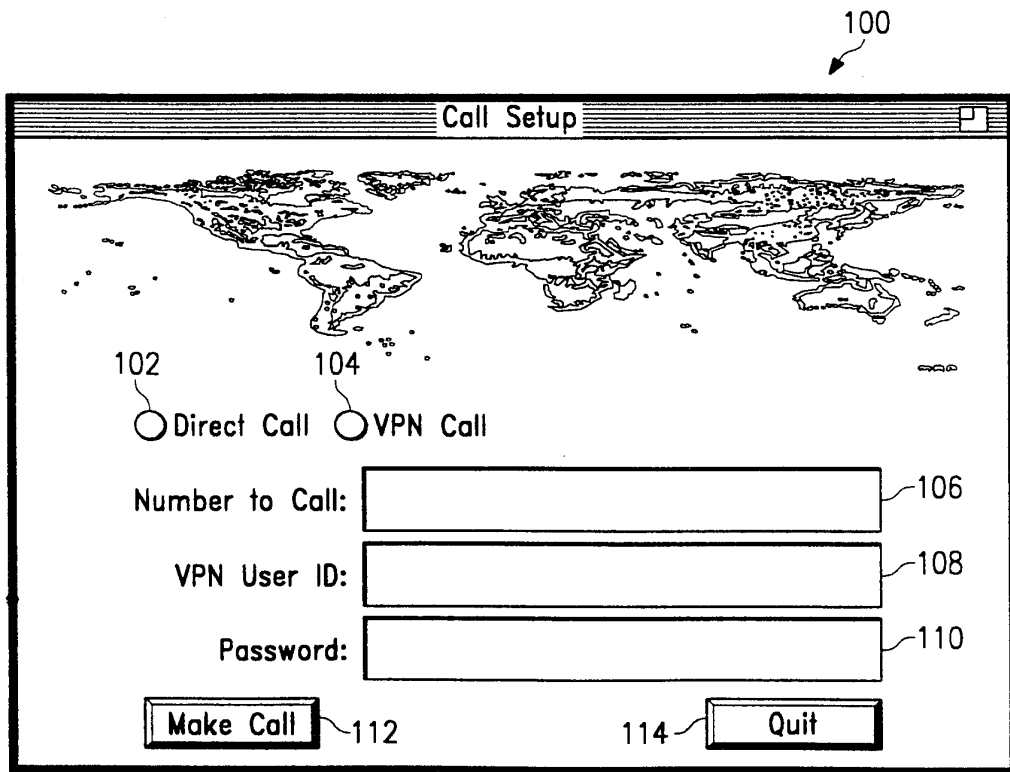 100
Call Setup
102
104
Direct Call
VPN Call
Number to Call:
106
VPN User ID:
108
Password:
110
Make Call
112
114
Quit